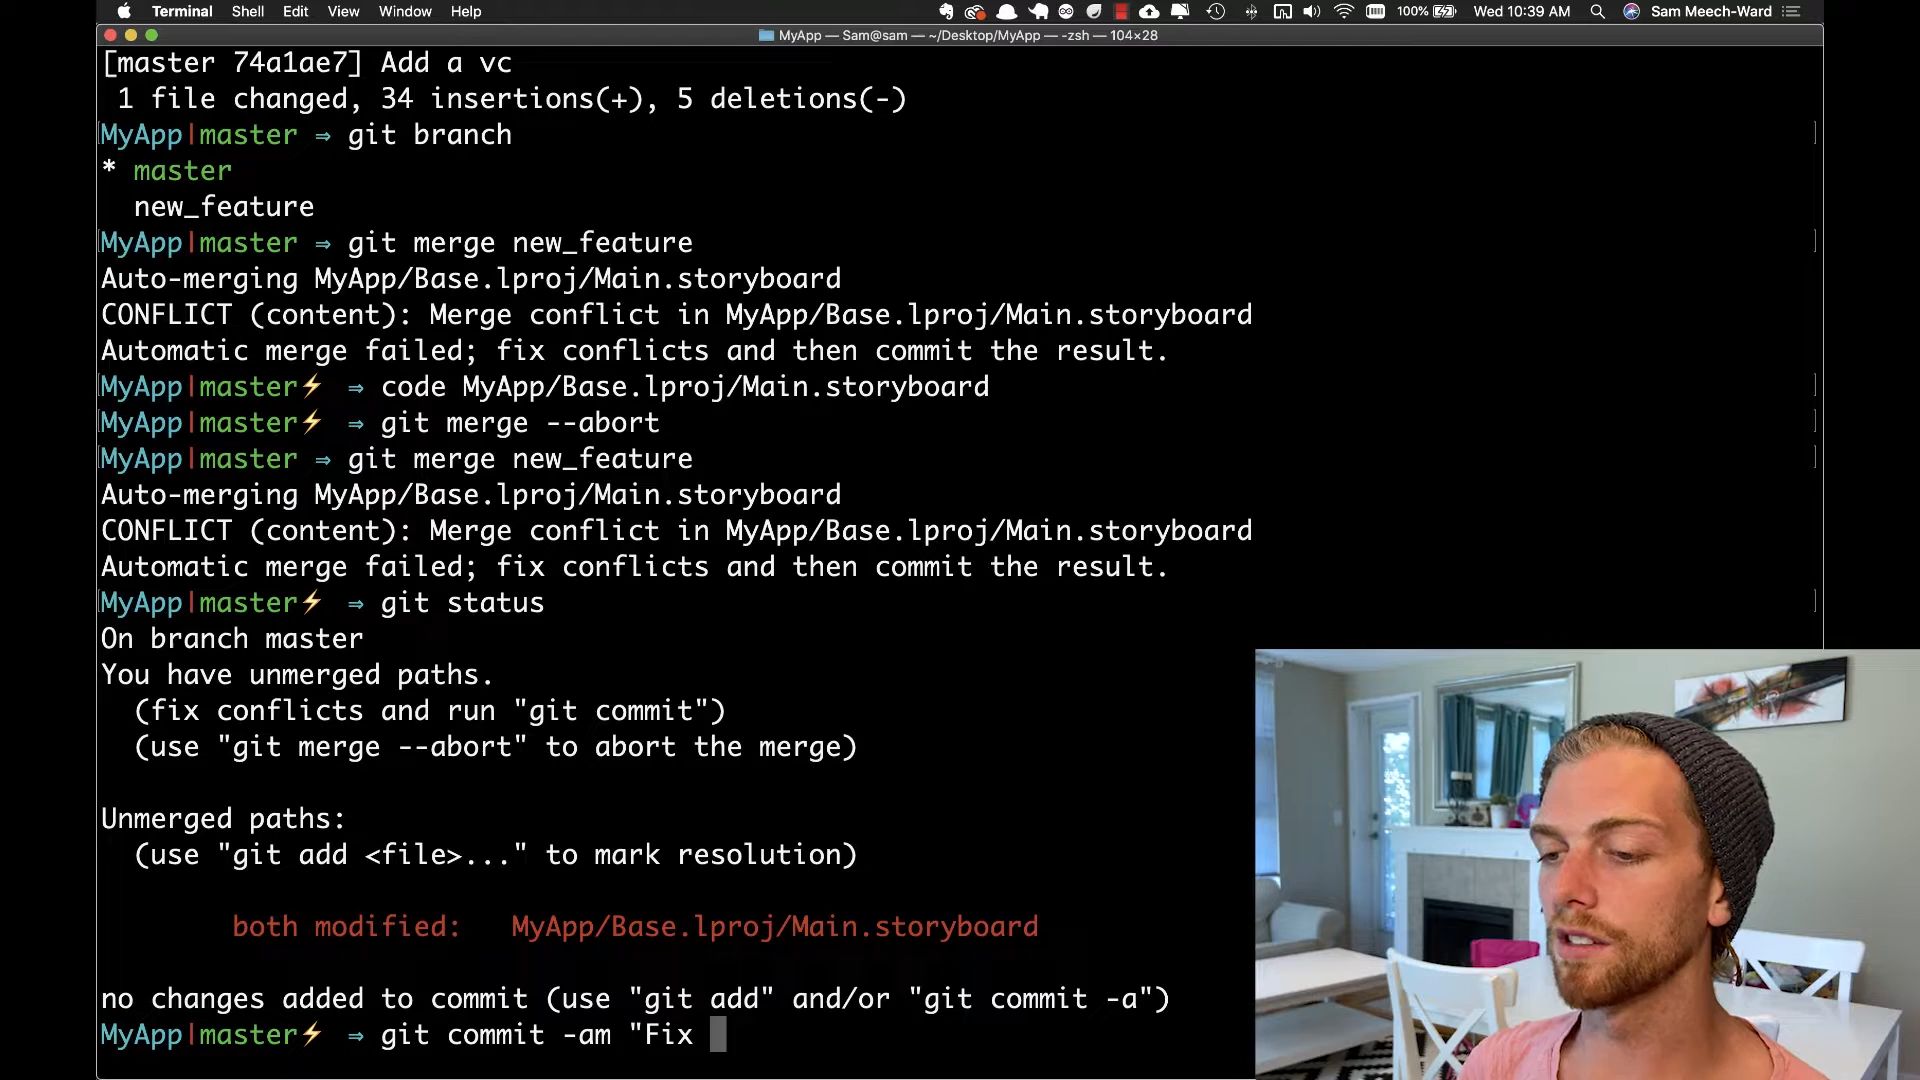 Terminal Shell Edit View Window Help 100% Wed 10:39 AM Sam Meech-Ward
MyApp — Sam@sam — ~/Desktop/MyApp — -zsh — 104×28
[master 74a1ae7] Add a vc
1 file changed, 34 insertions(+), 5 deletions(-)
MyApp|master ⇒ git branch
* master
new_feature
MyApp|master ⇒ git merge new_feature
Auto-merging MyApp/Base.lproj/Main.storyboard
CONFLICT (content): Merge conflict in MyApp/Base.lproj/Main.storyboard
Automatic merge failed; fix conflicts and then commit the result.
MyApp|master⚡ ⇒ code MyApp/Base.lproj/Main.storyboard
MyApp|master⚡ ⇒ git merge --abort
MyApp|master ⇒ git merge new_feature
Auto-merging MyApp/Base.lproj/Main.storyboard
CONFLICT (content): Merge conflict in MyApp/Base.lproj/Main.storyboard
Automatic merge failed; fix conflicts and then commit the result.
MyApp|master⚡ ⇒ git status
On branch master
You have unmerged paths.
(fix conflicts and run "git commit")
(use "git merge --abort" to abort the merge)
Unmerged paths:
(use "git add <file>..." to mark resolution)
both modified: MyApp/Base.lproj/Main.storyboard
no changes added to commit (use "git add" and/or "git commit -a")
MyApp|master⚡ ⇒ git commit -am "Fix